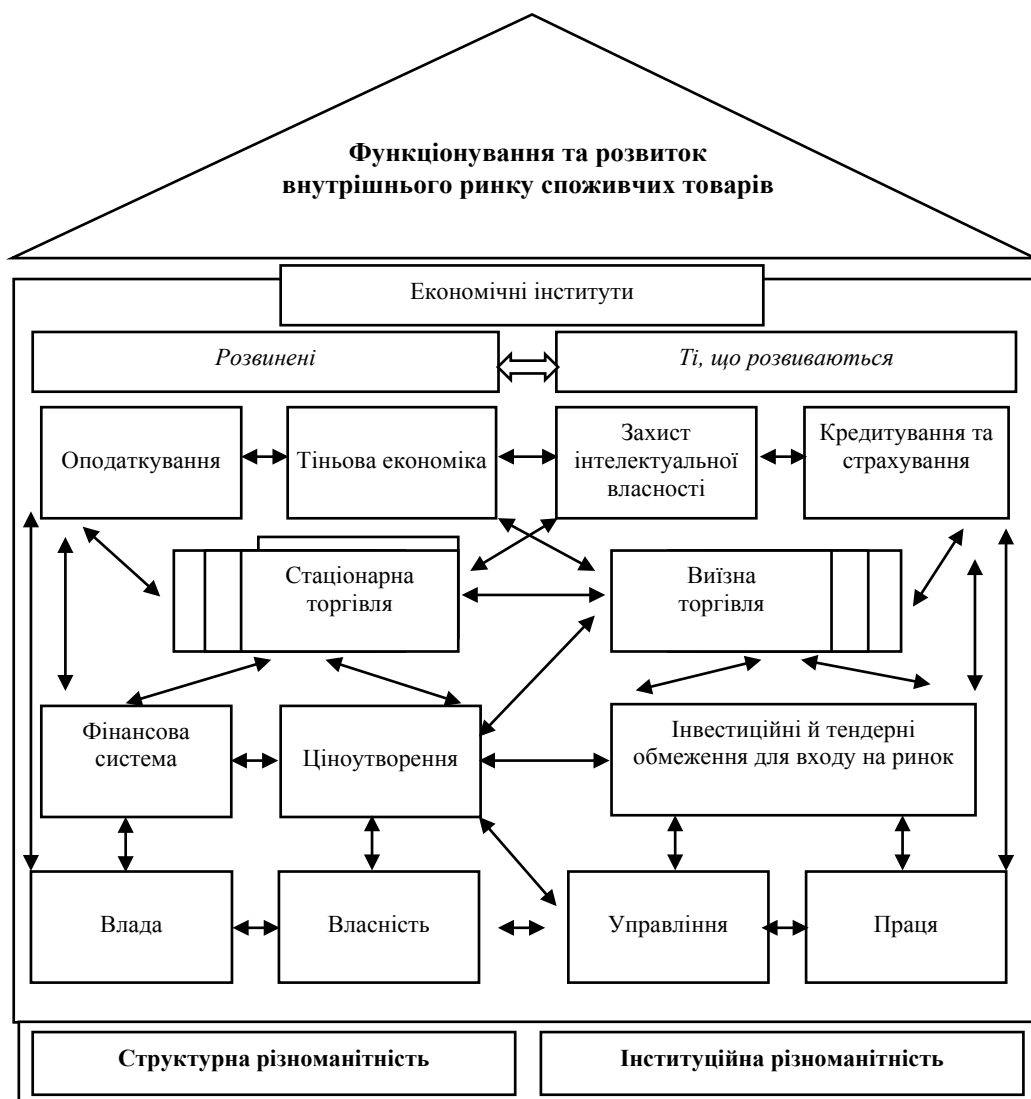 Функціонування та розвиток
внутрішнього ринку споживчих товарів
Економічні інститути
Розвинені
Ті, що розвиваються
Оподаткування
Тіньова економіка
Захист
інтелектуальної
власності
Кредитування та
страхування
Стаціонарна
торгівля
Виїзна
торгівля
Фінансова
система
Ціноутворення
Інвестиційні й тендерні
обмеження для входу на ринок
Влада
Власність
Управління
Праця
Структурна різноманітність
Інституційна різноманітність